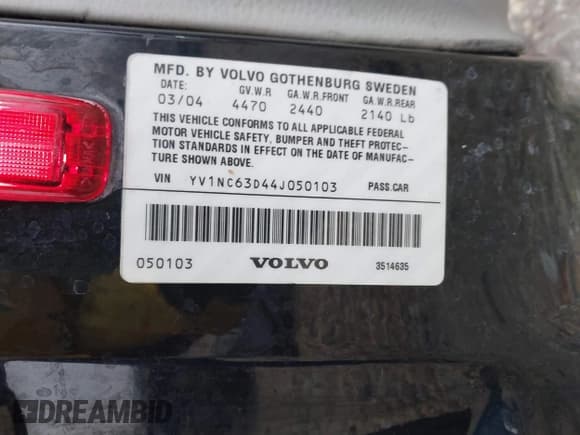 MFD. BY VOLVO GOTHENBURG SWEDEN
DATE: GV.W.R GA.W.R.FRONT GA.W.R.REAR
03/04 4470 2440 2140 Lb
THIS VEHICLE CONFORMS TO ALL APPLICABLE FEDERAL
MOTOR VEHICLE SAFETY, BUMPER AND THEFT PROTEC-
TION STANDARDS IN EFFECT ON THE DATE OF MANUFAC-
TURE SHOWN ABOVE.
VIN YV1NC63D44J050103 PASS.CAR
050103 VOLVO 3514635
DREAMBID